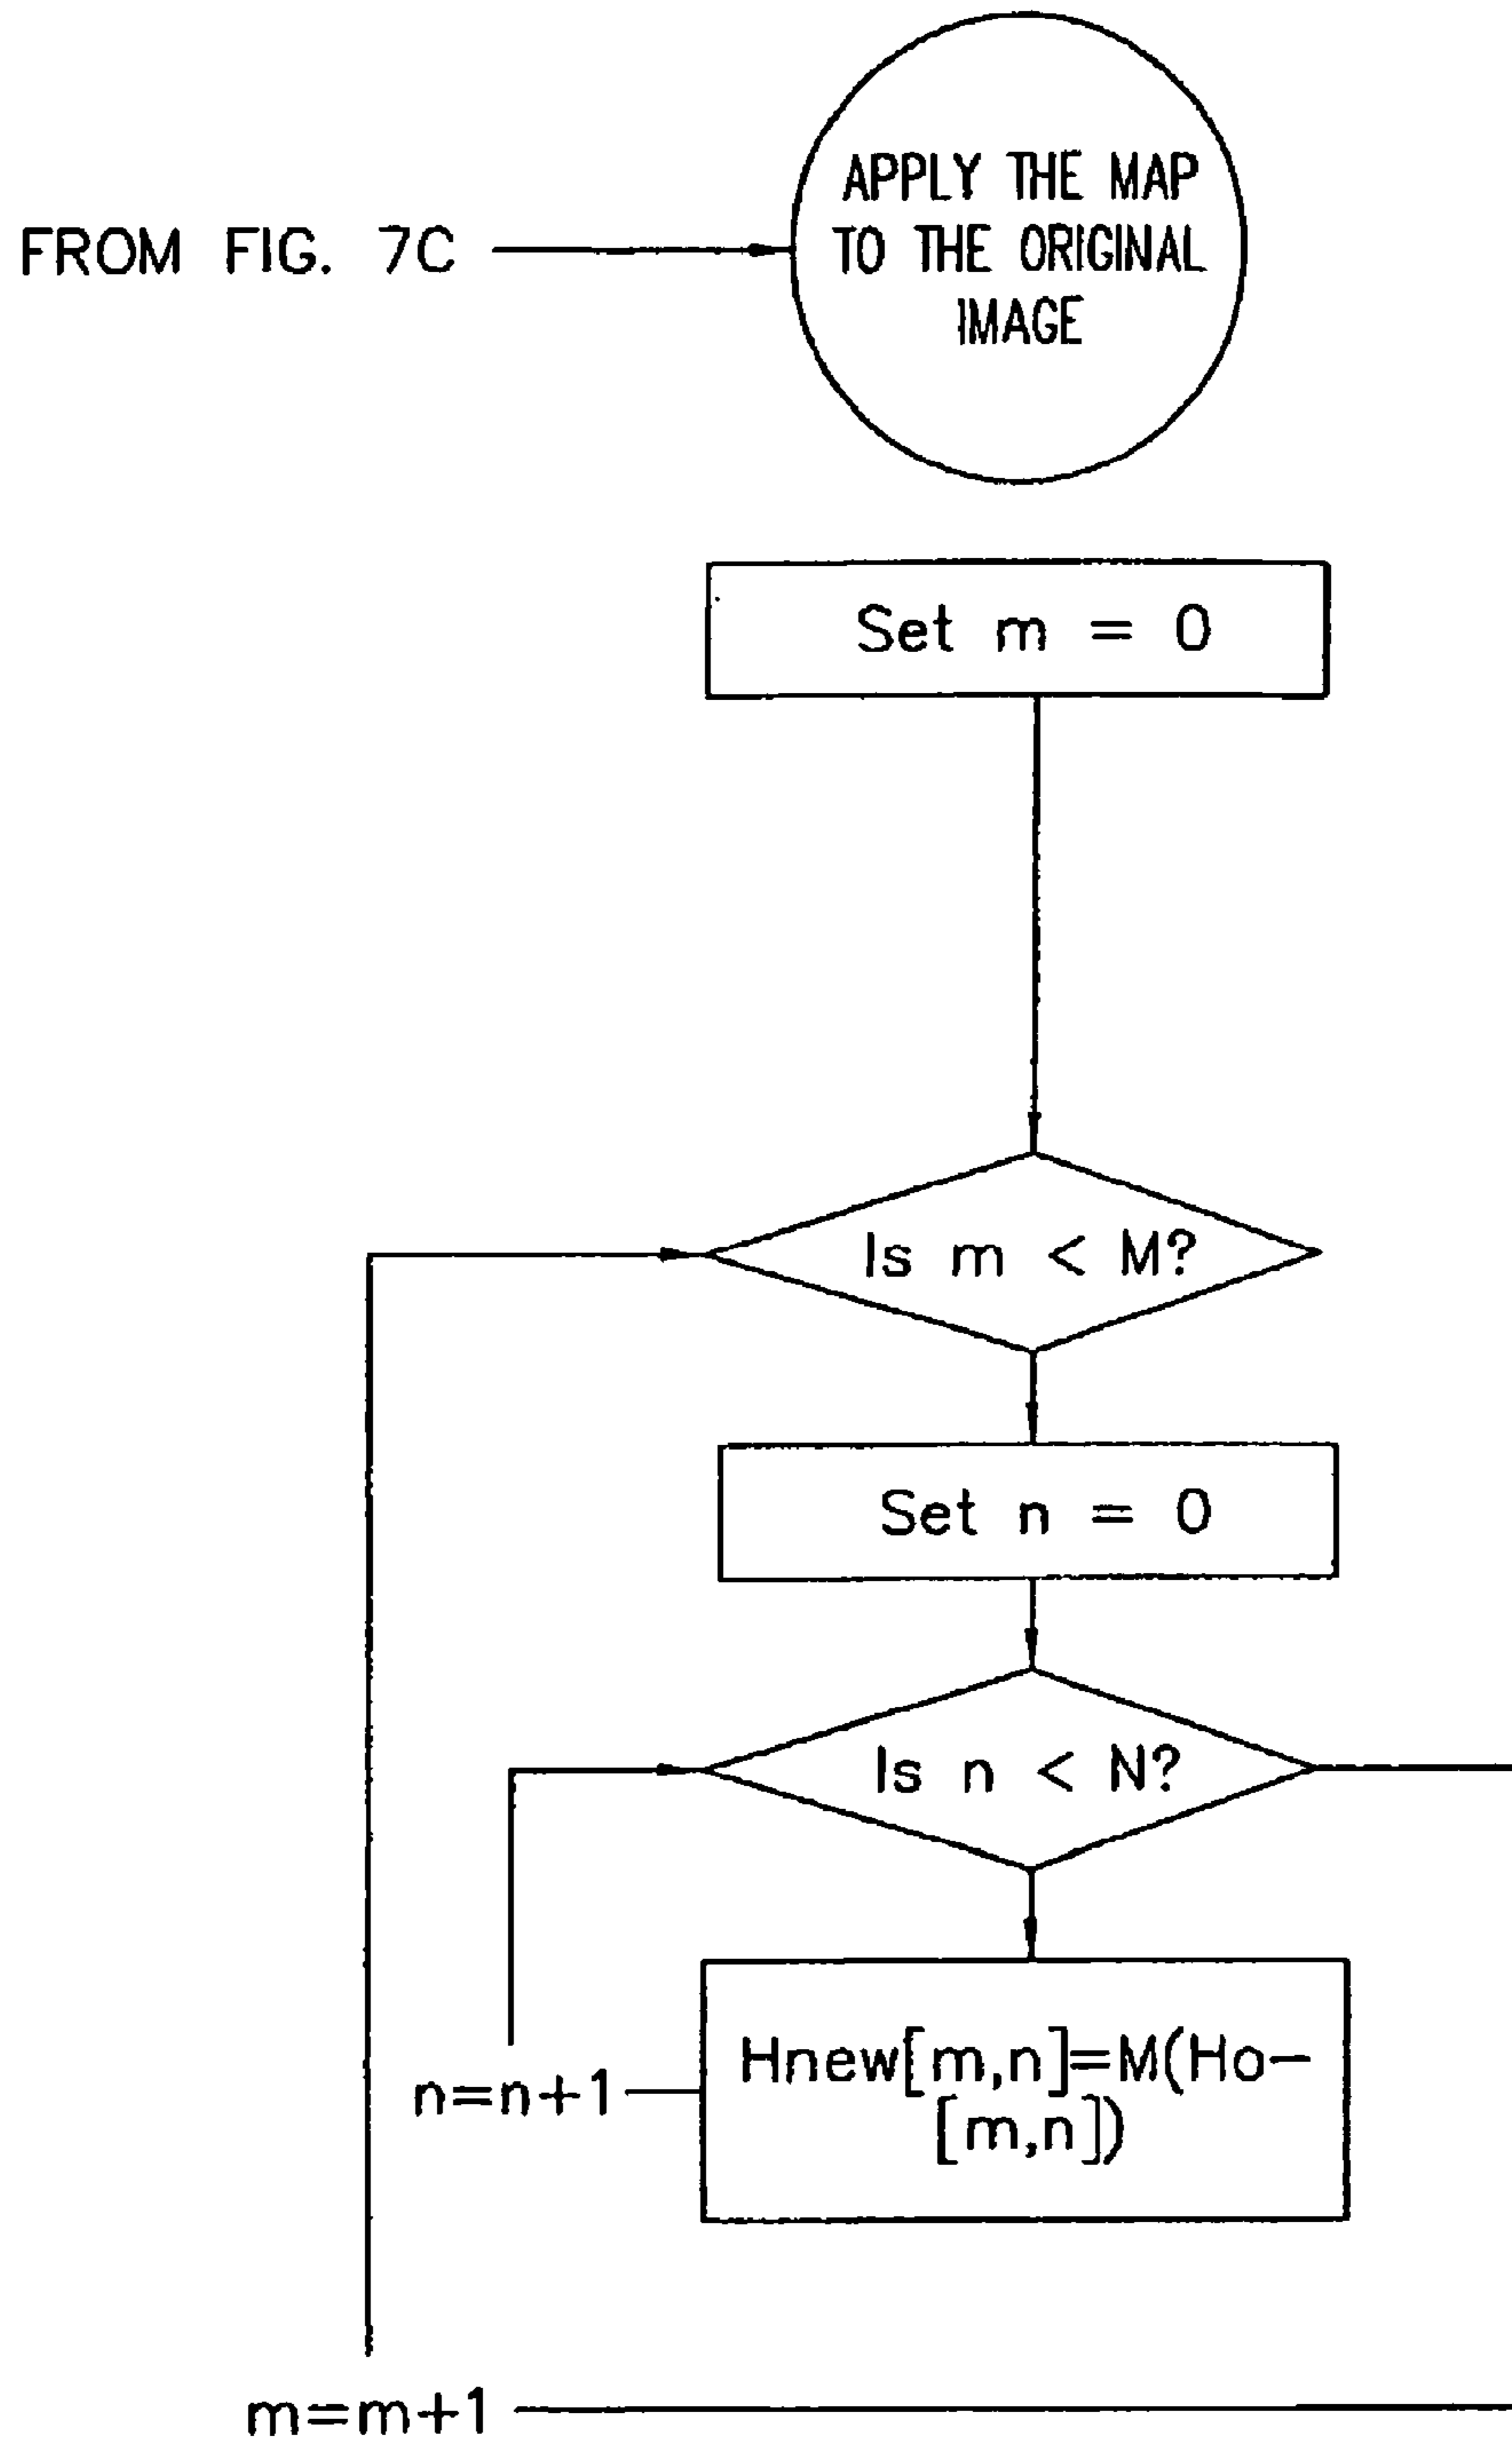 FROM FIG. 7C
APPLY THE MAP
TO THE ORIGINAL
IMAGE
Set m = 0
Is m < M?
Set n = 0
Is n < N?
Hnew[m,n]=M(Ho-
[m,n])
n=n+1
m=m+1